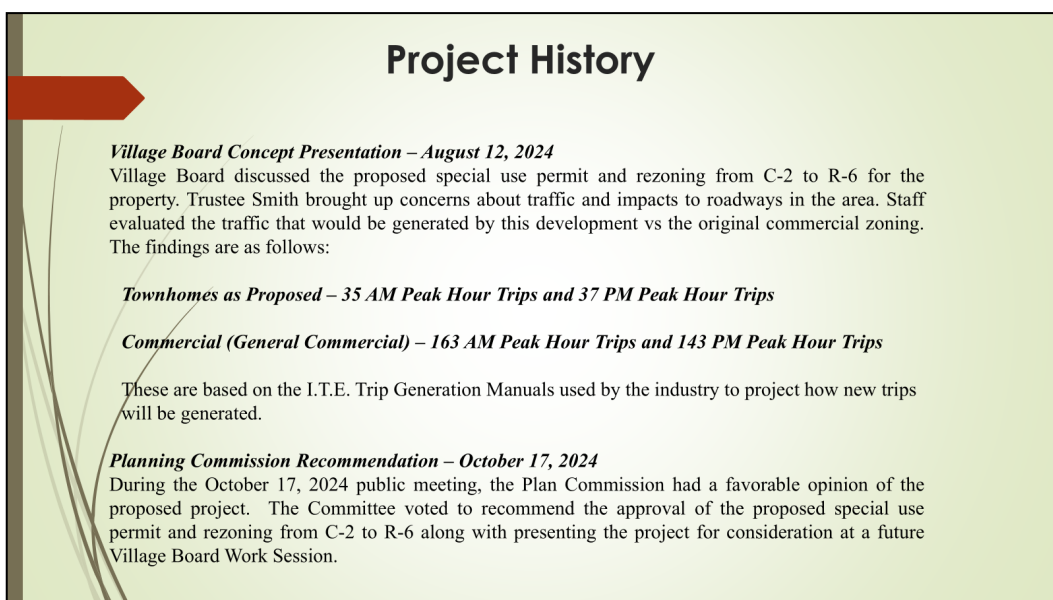 Project History
Village Board Concept Presentation – August 12, 2024
Village Board discussed the proposed special use permit and rezoning from C-2 to R-6 for the
property. Trustee Smith brought up concerns about traffic and impacts to roadways in the area. Staff
evaluated the traffic that would be generated by this development vs the original commercial zoning.
The findings are as follows:
Townhomes as Proposed – 35 AM Peak Hour Trips and 37 PM Peak Hour Trips
Commercial (General Commercial) – 163 AM Peak Hour Trips and 143 PM Peak Hour Trips
These are based on the I.T.E. Trip Generation Manuals used by the industry to project how new trips
will be generated.
Planning Commission Recommendation – October 17, 2024
During the October 17, 2024 public meeting, the Plan Commission had a favorable opinion of the
proposed project.  The Committee voted to recommend the approval of the proposed special use
permit and rezoning from C-2 to R-6 along with presenting the project for consideration at a future
Village Board Work Session.